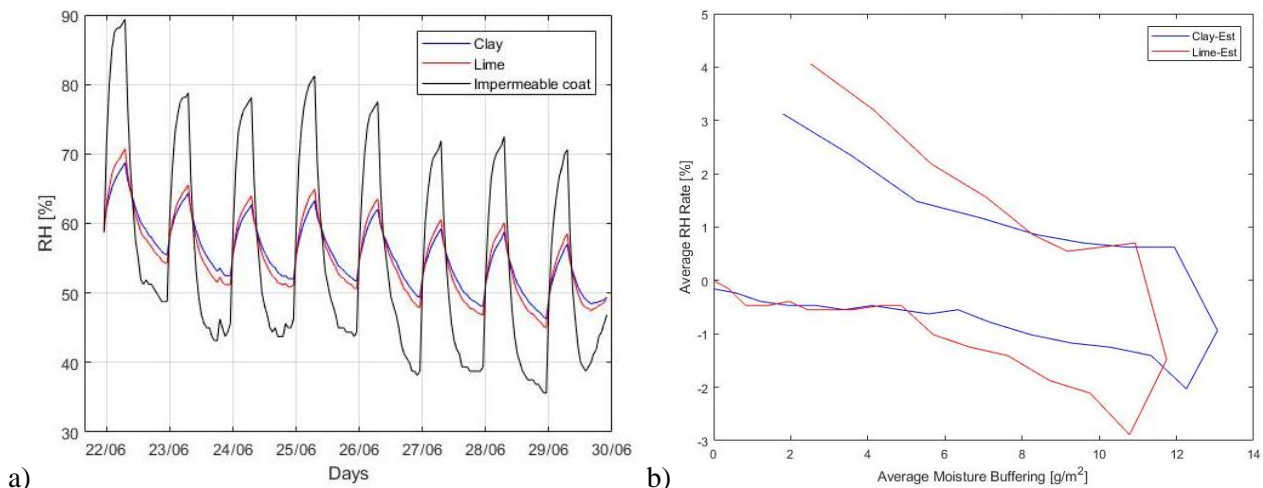 90
80
70
60
50
40
30
RH [%]
Clay
Lime
Impermeable coat
22/06 23/06 24/06 25/06 26/06 27/06 28/06 29/06 30/06
Days
a)
5
4
3
2
1
0
-1
-2
-3
Average RH Rate [%]
Clay-Est
Lime-Est
0 2 4 6 8 10 12 14
Average Moisture Buffering [g/m²]
b)